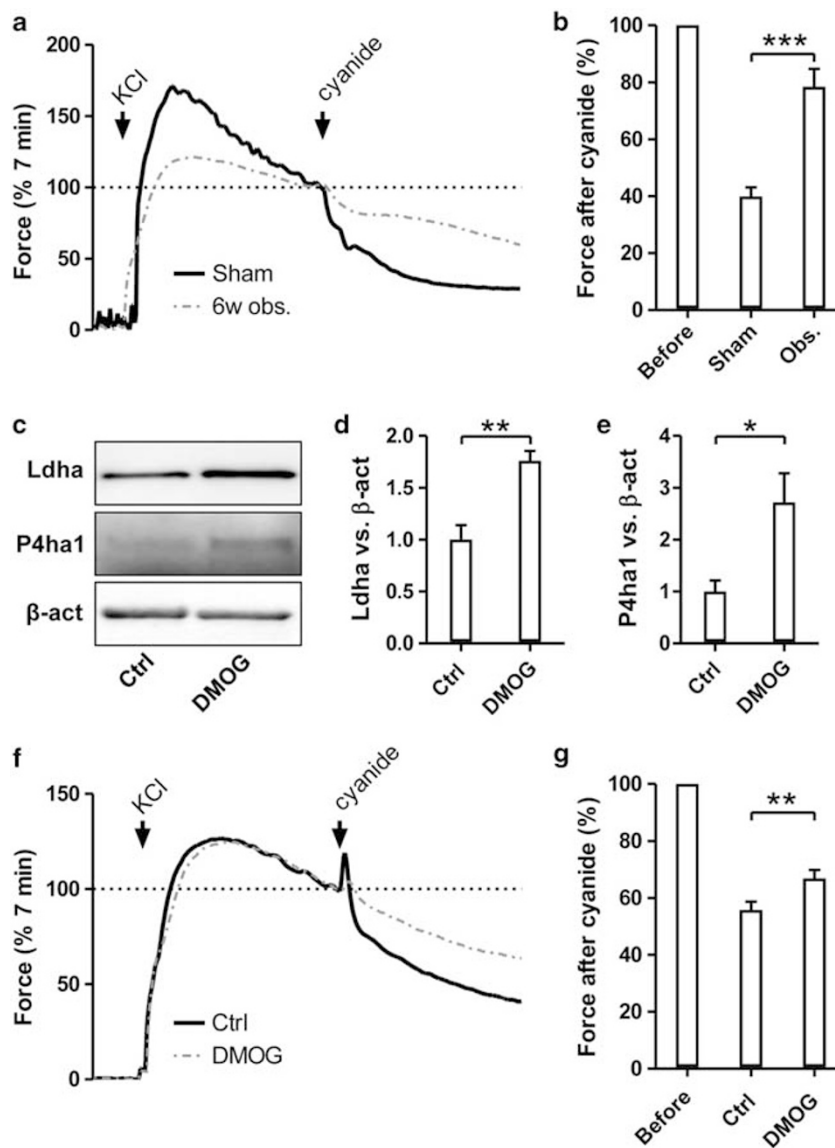 a
200
150
100
50
0
Force (% 7 min)
KCl
cyanide
Sham
6w obs.
b
100
80
60
40
20
0
Force after cyanide (%)
***
Before
Sham
Obs.
c
Ldha
P4ha1
β-act
Ctrl
DMOG
d
2.0
1.5
1.0
0.5
0.0
Ldha vs. β-act
**
Ctrl
DMOG
e
4
3
2
1
0
P4ha1 vs. β-act
*
Ctrl
DMOG
f
150
100
50
0
Force (% 7 min)
KCl
cyanide
Ctrl
DMOG
g
100
80
60
40
20
0
Force after cyanide (%)
**
Before
Ctrl
DMOG